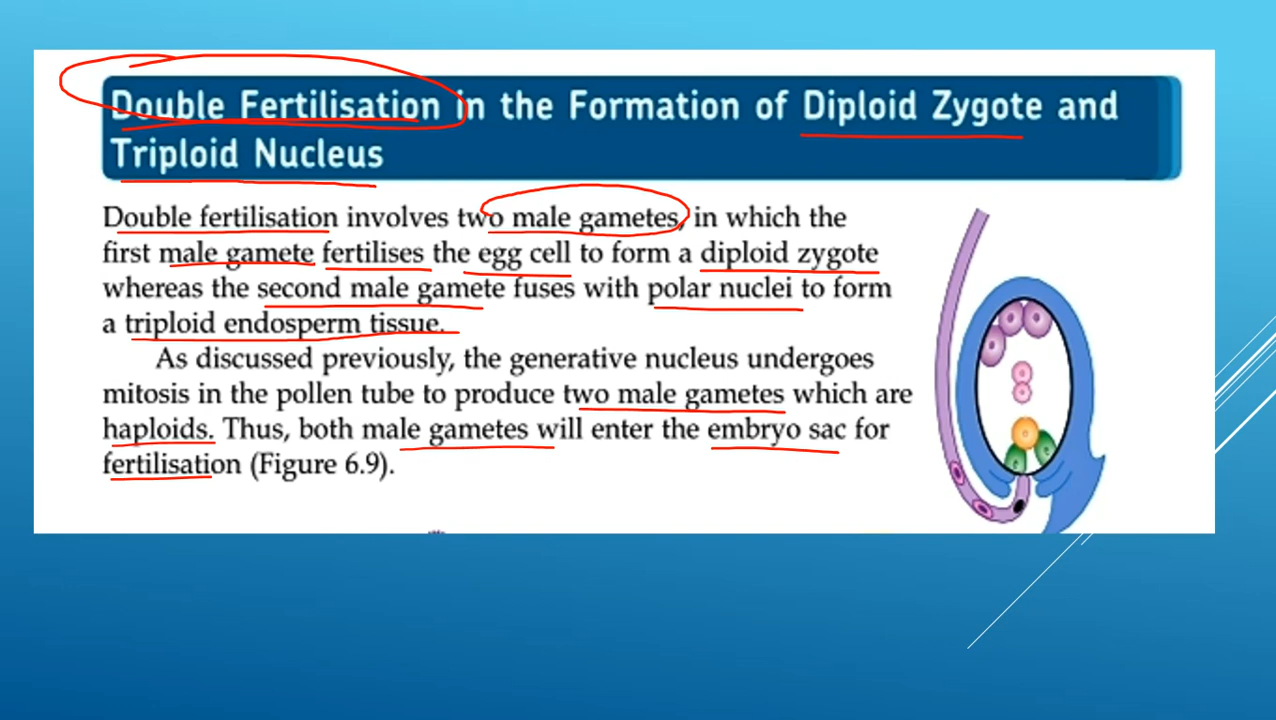 Double Fertilisation in the Formation of Diploid Zygote and
Triploid Nucleus
Double fertilisation involves two male gametes, in which the
first male gamete fertilises the egg cell to form a diploid zygote
whereas the second male gamete fuses with polar nuclei to form
a triploid endosperm tissue.
As discussed previously, the generative nucleus undergoes
mitosis in the pollen tube to produce two male gametes which are
haploids. Thus, both male gametes will enter the embryo sac for
fertilisation (Figure 6.9).